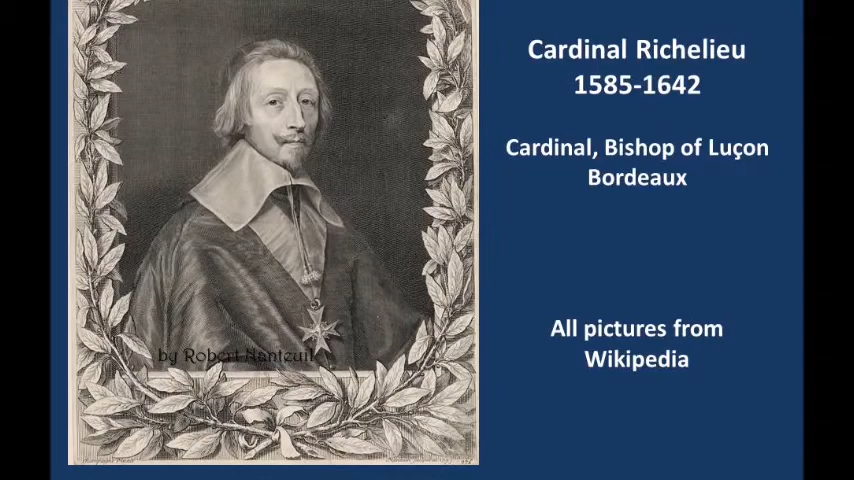 Cardinal Richelieu
1585-1642
Cardinal, Bishop of Luçon
Bordeaux
All pictures from
Wikipedia
by Robert Nanteuil